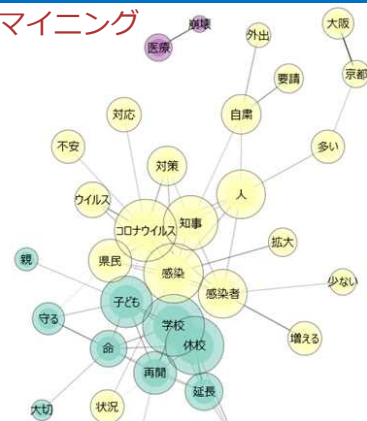 マイニング
崩壊
医療
外出
大阪
京都
要請
自粛
対応
多い
不安
対策
ウイルス
人
知事
コロナウイルス
拡大
県民
感染
親
少ない
感染者
子ども
守る
学校
増える
命
休校
再開
延長
大切
状況